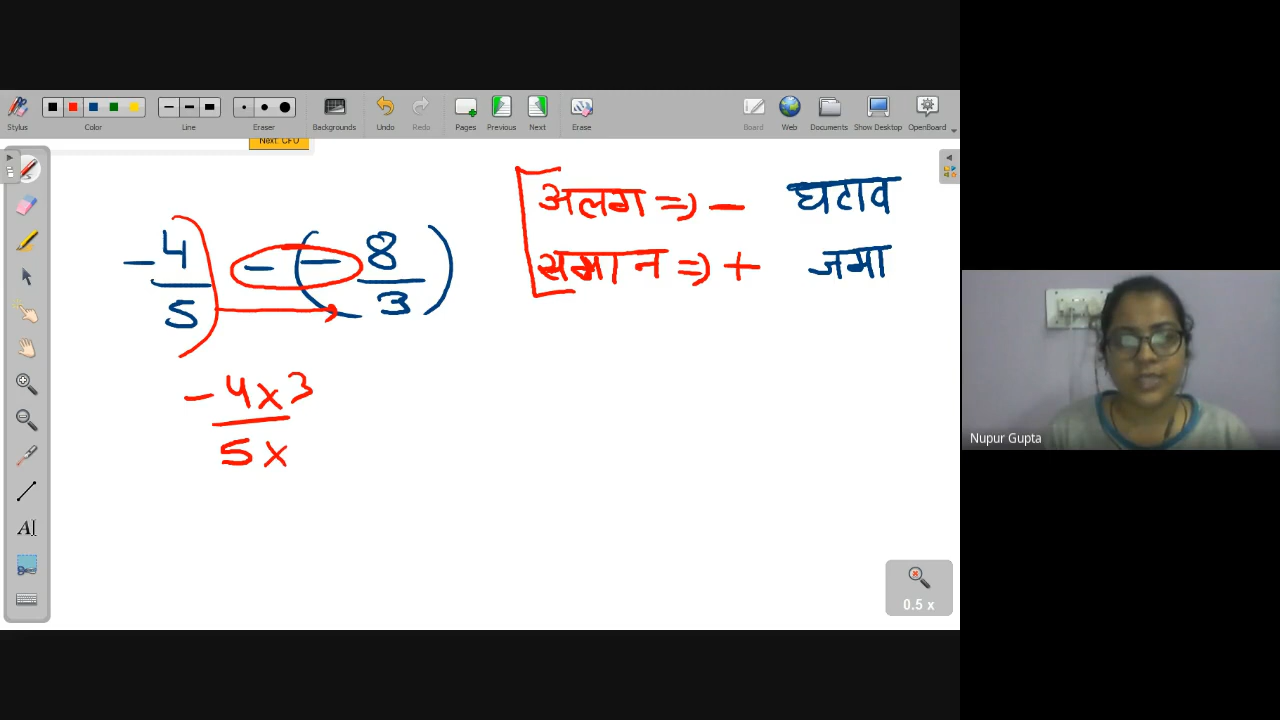 Stylus Color Line Eraser Backgrounds Undo Redo Pages Previous Next Erase Board Web Documents Show Desktop OpenBoard
Next CFU
अलग => - घटाव
समान => + जमा
- 4/5 - (- 8/3)
- 4x3
5x
Nupur Gupta
0.5 x